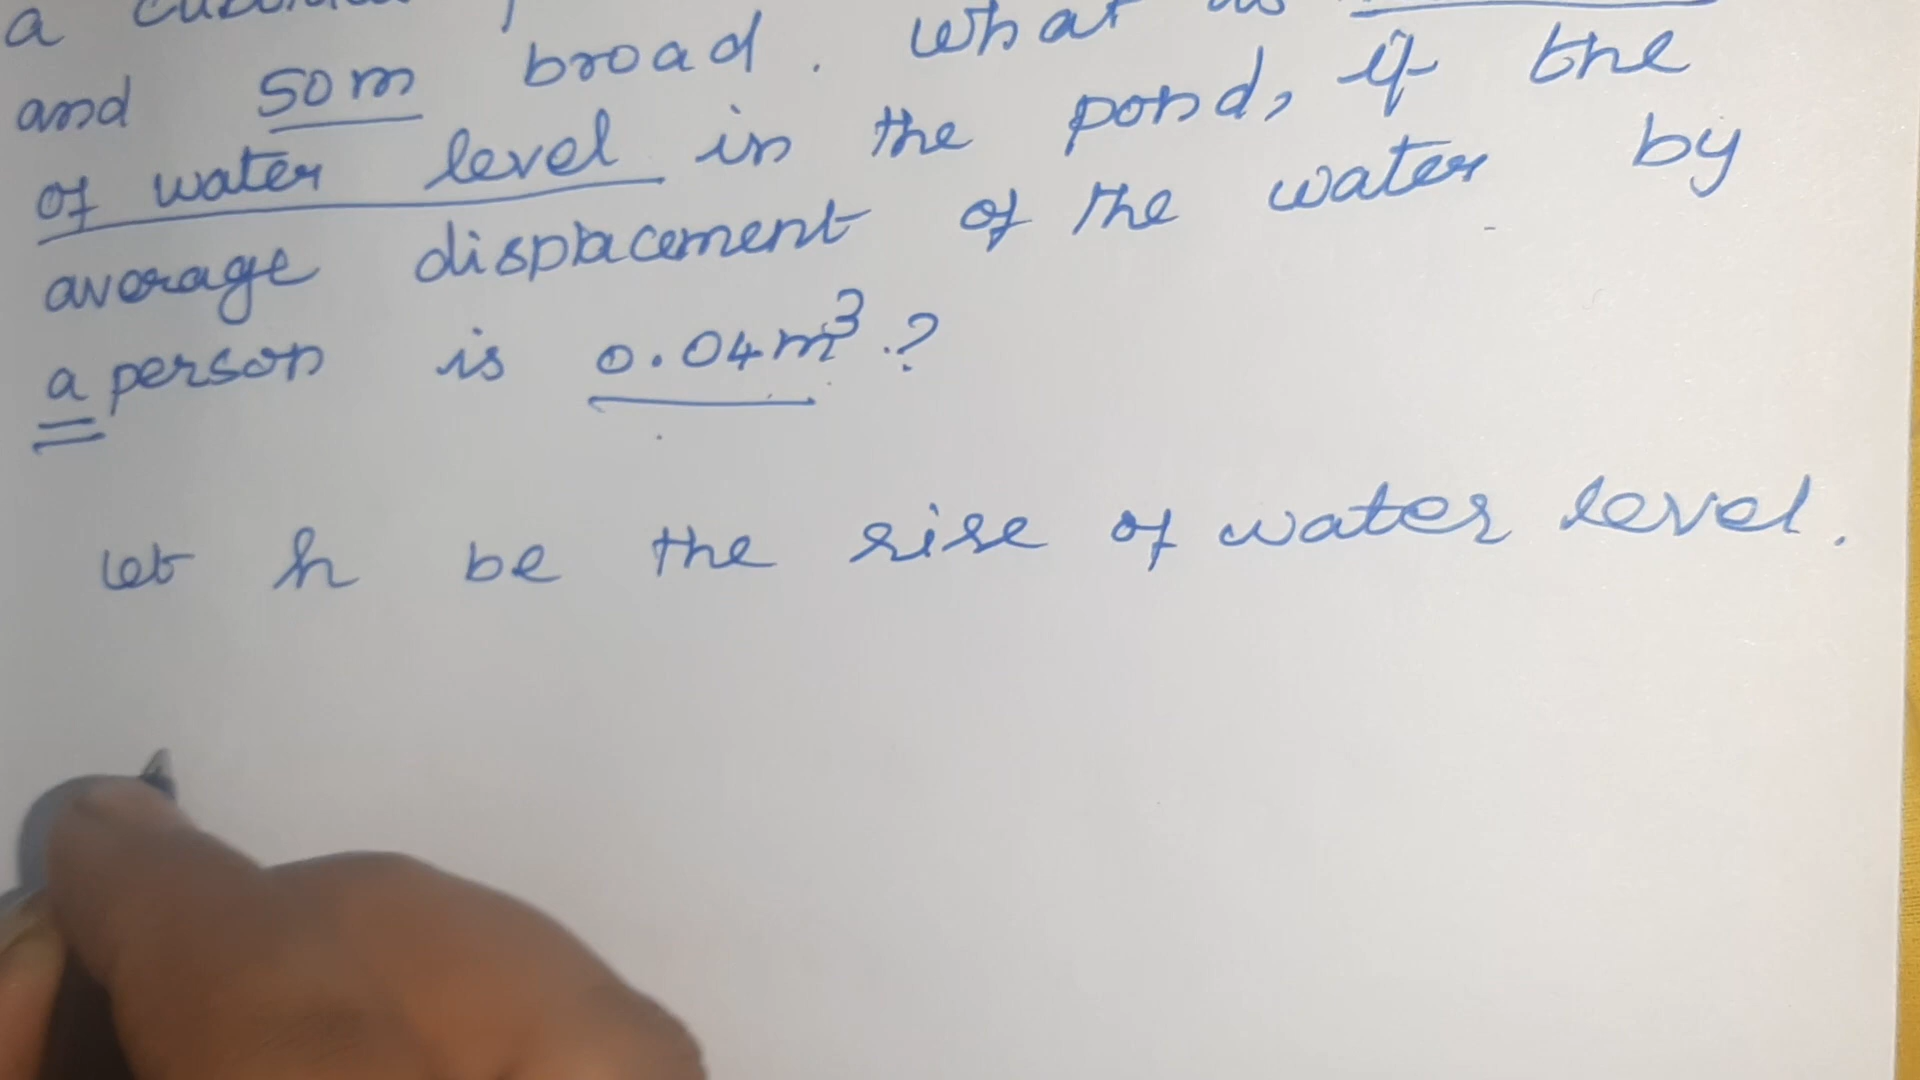 a
and 50m broad. What is
of water level in the pond, if the
average displacement of the water by
a person is 0.04m³.?
Let h be the rise of water level.